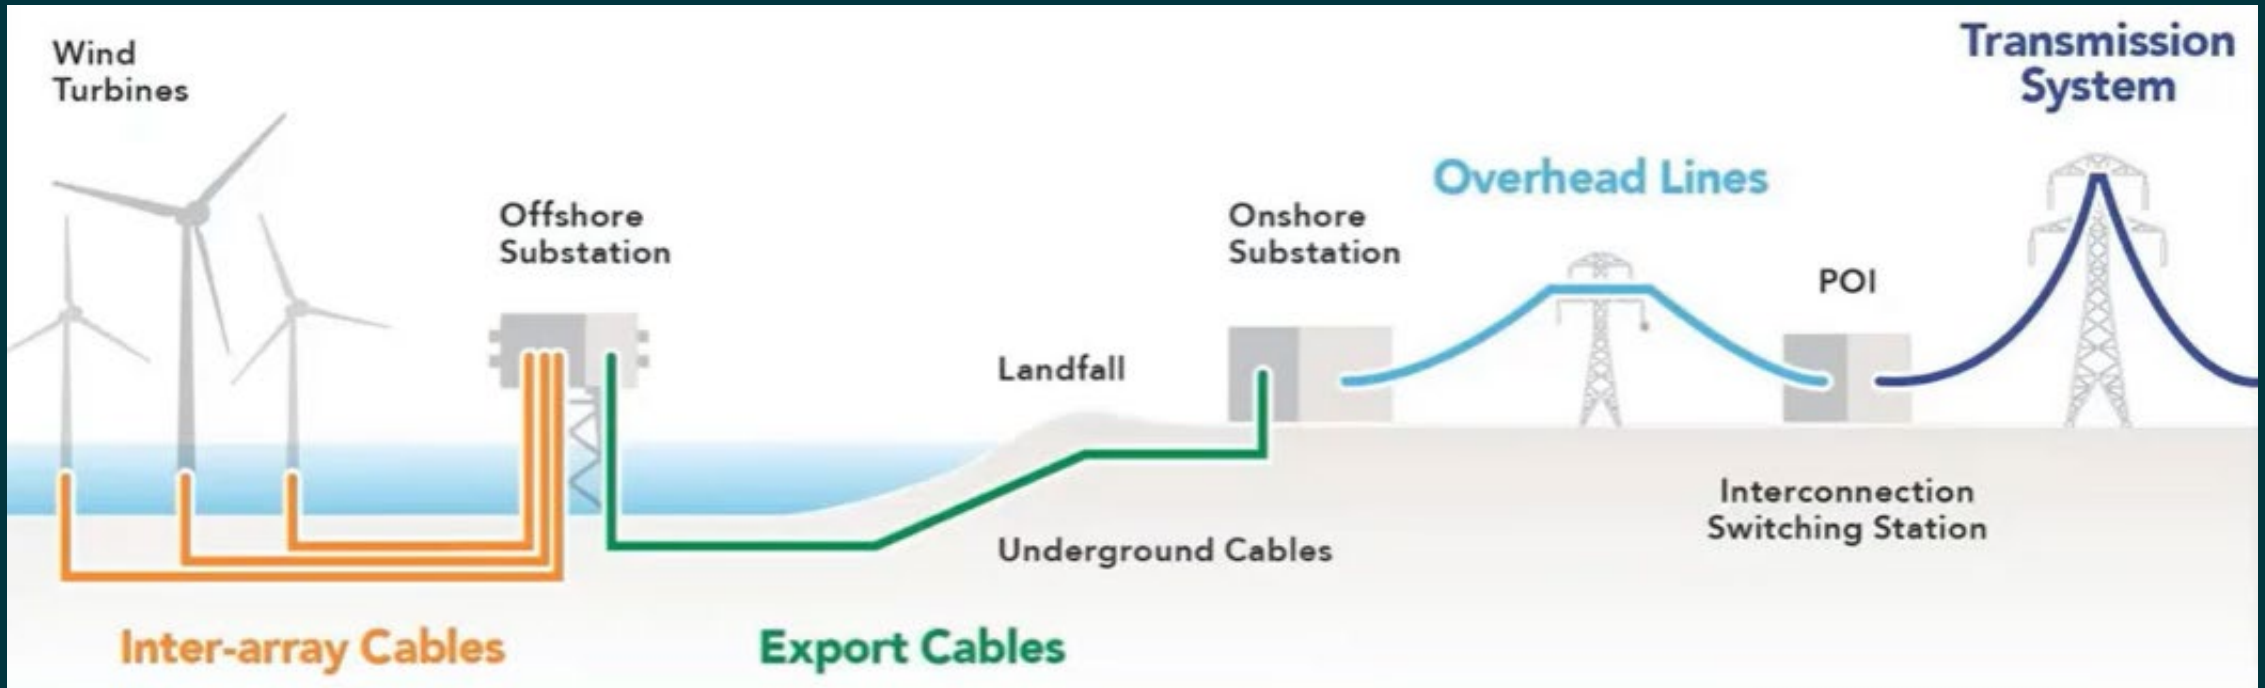 Wind
Turbines
Offshore
Substation
Landfall
Underground Cables
Onshore
Substation
Overhead Lines
POI
Interconnection
Switching Station
Transmission
System
Inter-array Cables
Export Cables